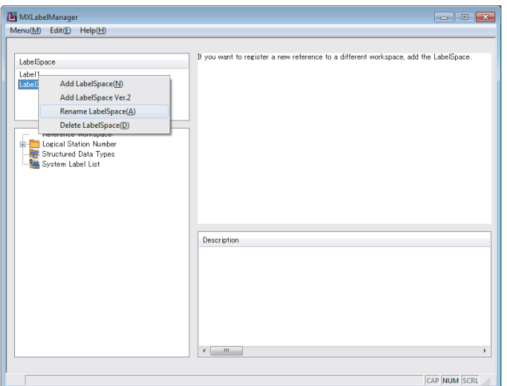 MXLabelManager
Menu(M) Edit(E) Help(H)
LabelSpace
If you want to register a new reference to a different workspace, add the LabelSpace.
Label1
Add LabelSpace(N)
Add LabelSpace Ver.2
Rename LabelSpace(A)
Delete LabelSpace(D)
Reference Workspace
Logical Station Number
Structured Data Types
System Label List
Description
CAP NUM SCRL